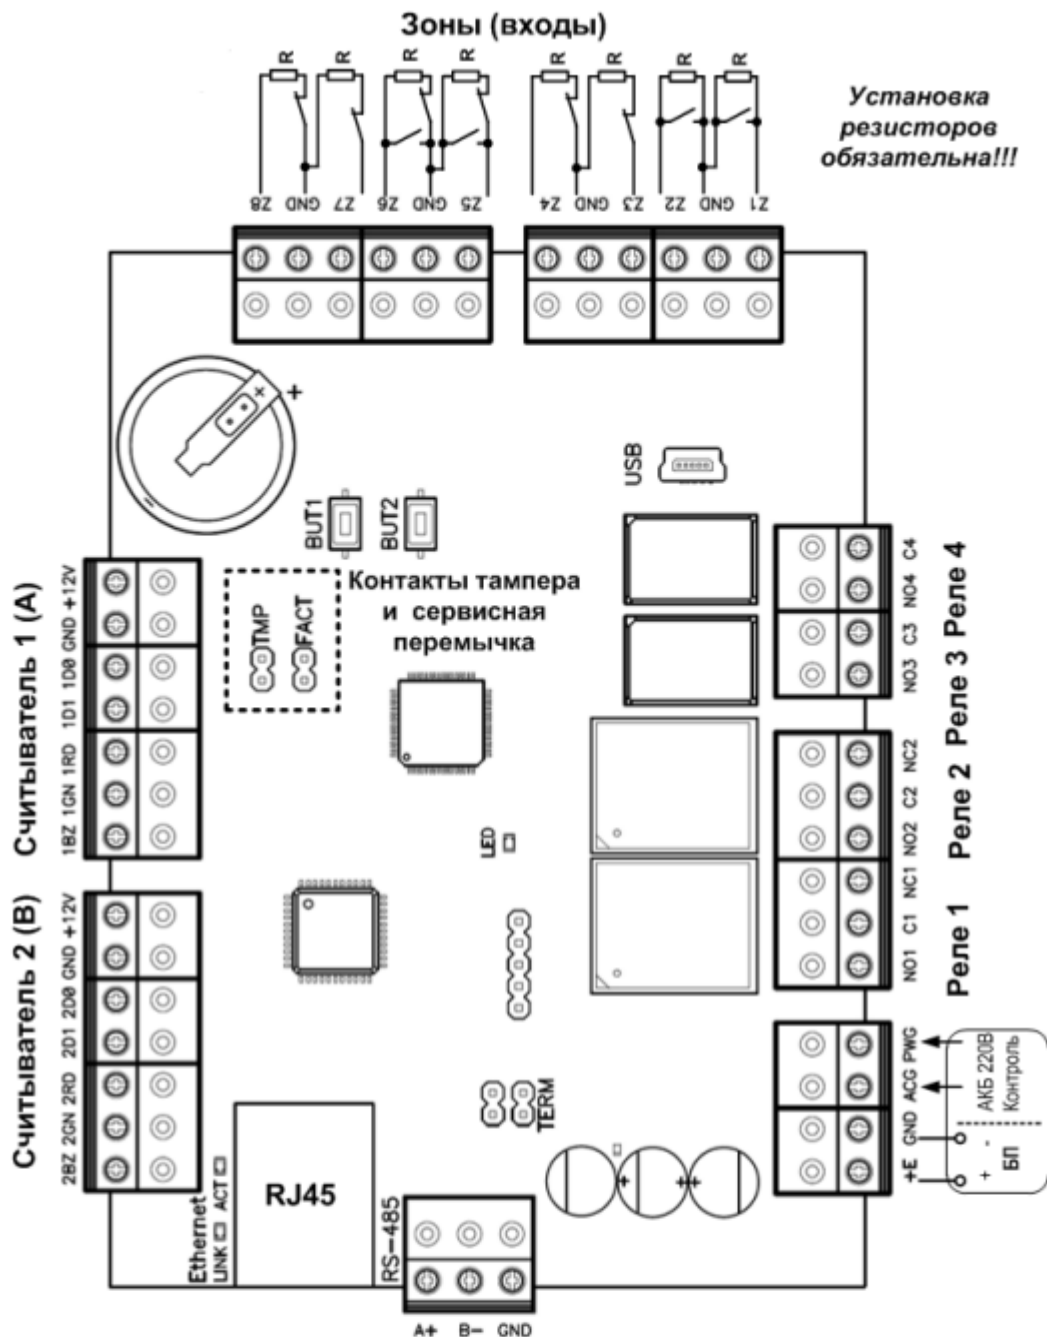 Зоны (входы)
R R R R R R R R
Установка
резисторов
обязательна!!!
Z8 GND Z7 Z6 GND Z5 Z4 GND Z3 Z2 GND Z1
+
+
−
USB
BUT1
BUT2
Контакты тампера
и сервисная
перемычка
TMP
FACT
Считыватель 1 (А)
1BZ 1GN 1RD 1D1 1D0 GND +12V
Считыватель 2 (В)
2BZ 2GN 2RD 2D1 2D0 GND +12V
LED
TERM
C4
NO4
C3
NO3
NC2
C2
NO2
NC1
C1
NO1
Реле 1 Реле 2 Реле 3 Реле 4
PWG
ACG
GND
+E
АКБ 220В
Контроль
+ -
БП
+ ++
Ethernet
LINK ACT
RJ45
RS-485
A+ B- GND